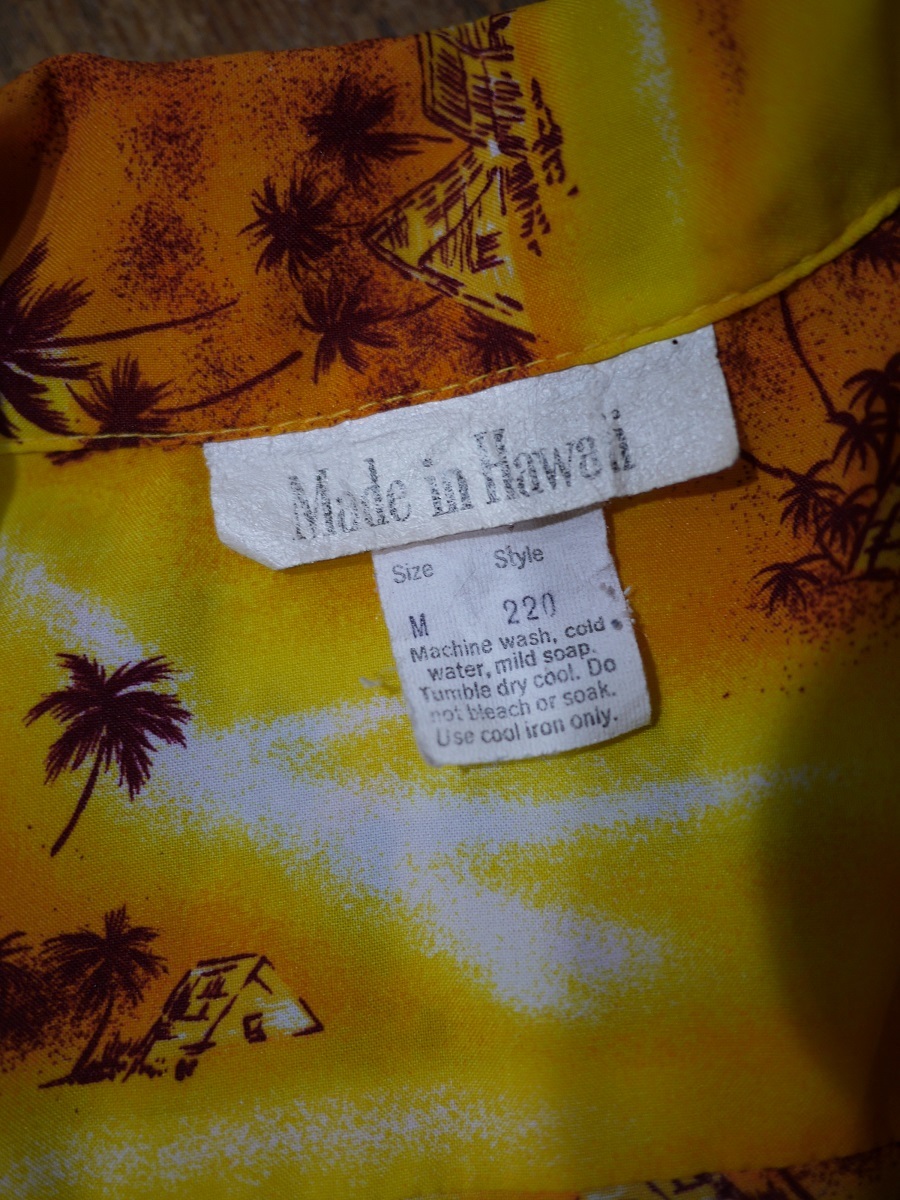 Made in Hawaii
Size Style
M 220
Machine wash, cold
water, mild soap.
Tumble dry cool. Do
not bleach or soak.
Use cool iron only.